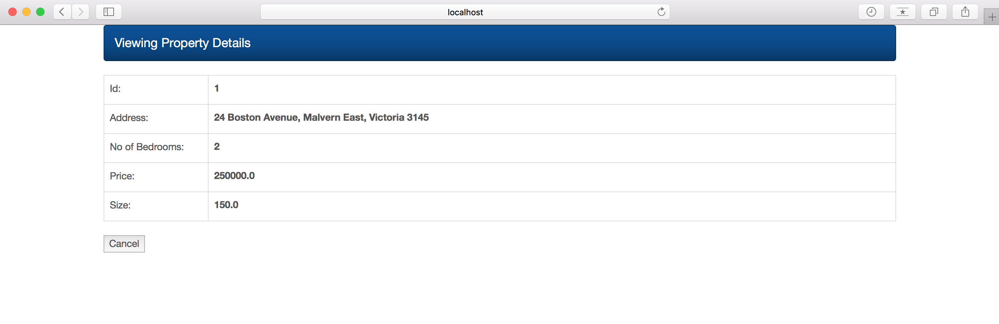 localhost
Viewing Property Details
Id: 1
Address: 24 Boston Avenue, Malvern East, Victoria 3145
No of Bedrooms: 2
Price: 250000.0
Size: 150.0
Cancel